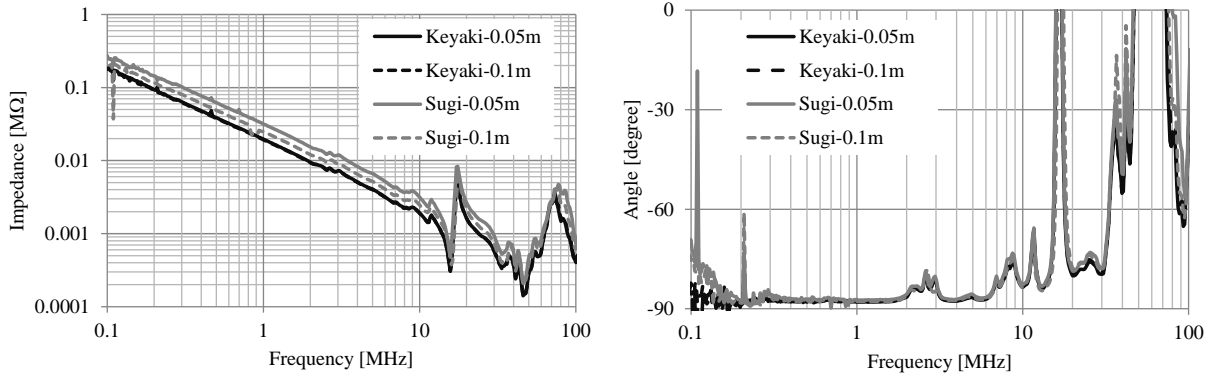 Impedance [MΩ]
1
0.1
0.01
0.001
0.0001
Keyaki-0.05m
Keyaki-0.1m
Sugi-0.05m
Sugi-0.1m
0.1 1 10 100
Frequency [MHz]
Angle [degree]
0
-30
-60
-90
Keyaki-0.05m
Keyaki-0.1m
Sugi-0.05m
Sugi-0.1m
0.1 1 10 100
Frequency [MHz]